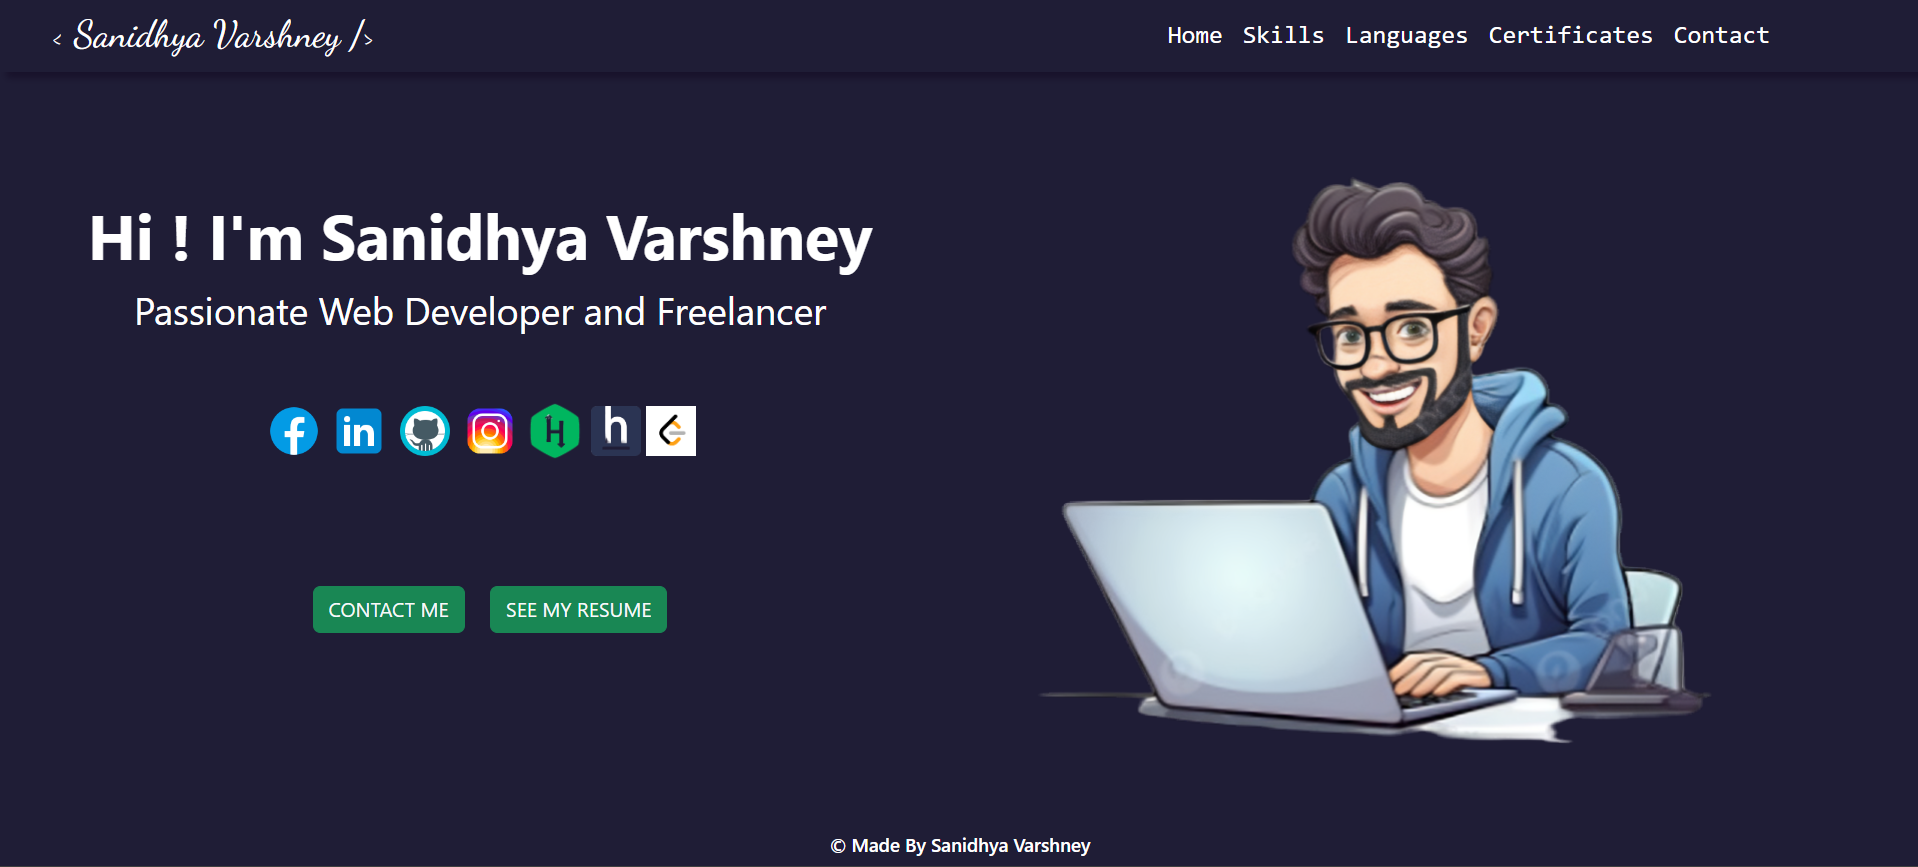 < Sanidhya Varshney />
Home Skills Languages Certificates Contact
Hi ! I'm Sanidhya Varshney
Passionate Web Developer and Freelancer
f in H h
CONTACT ME SEE MY RESUME
© Made By Sanidhya Varshney